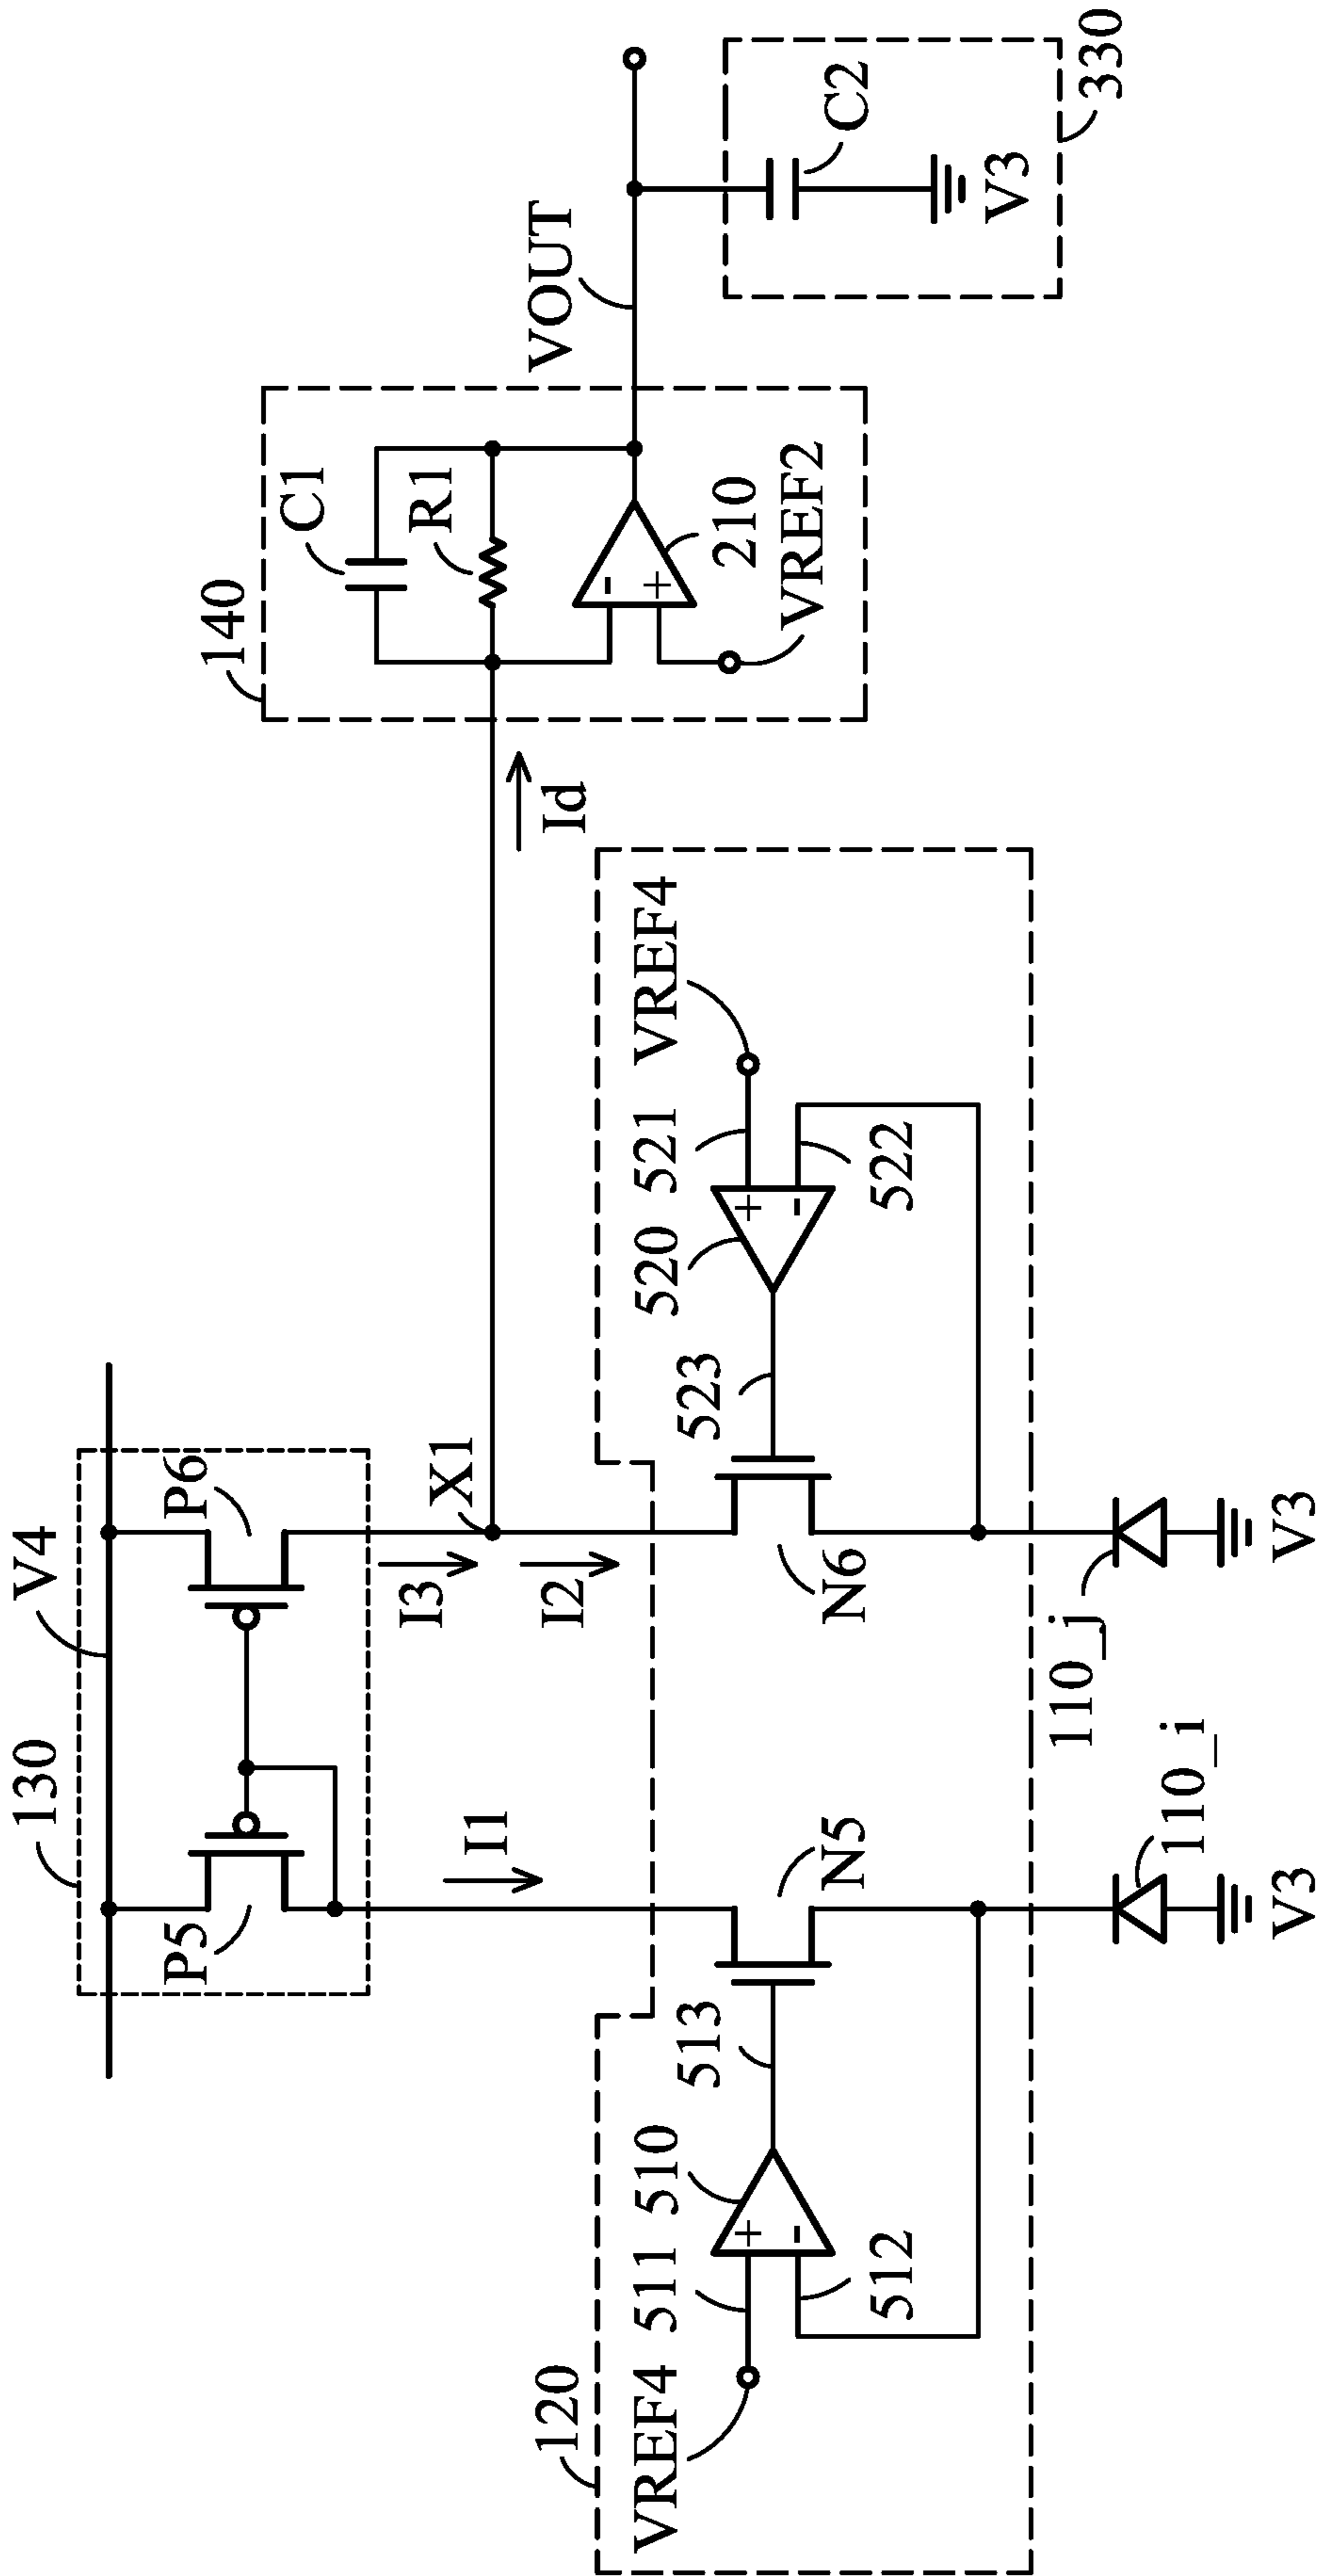 130
V4
P5
P6
I1
I3
X1
I2
Id
140
C1
R1
210
VREF2
VOUT
C2
V3
330
120
VREF4
511
510
512
513
N5
N6
523
520
521
522
VREF4
110_i
110_j
V3
V3